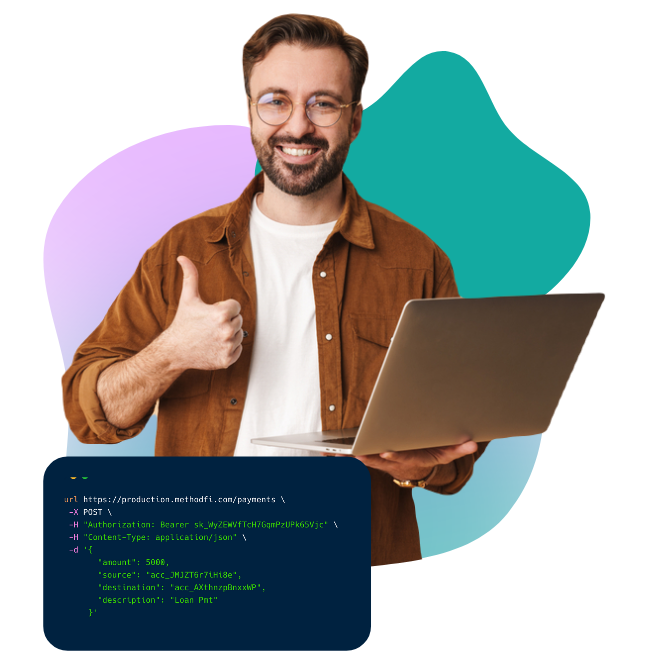 url https://production.methodfi.com/payments \
-X POST \
-H "Authorization: Bearer sk_WyZEWVfTcH7GqmPzUPk65Vjc" \
-H "Content-Type: application/json" \
-d '{
"amount": 5000,
"source": "acc_JMJZT6r7iHi8e",
"destination": "acc_AXthnzpBnxxWP",
"description": "Loan Pmt"
}'